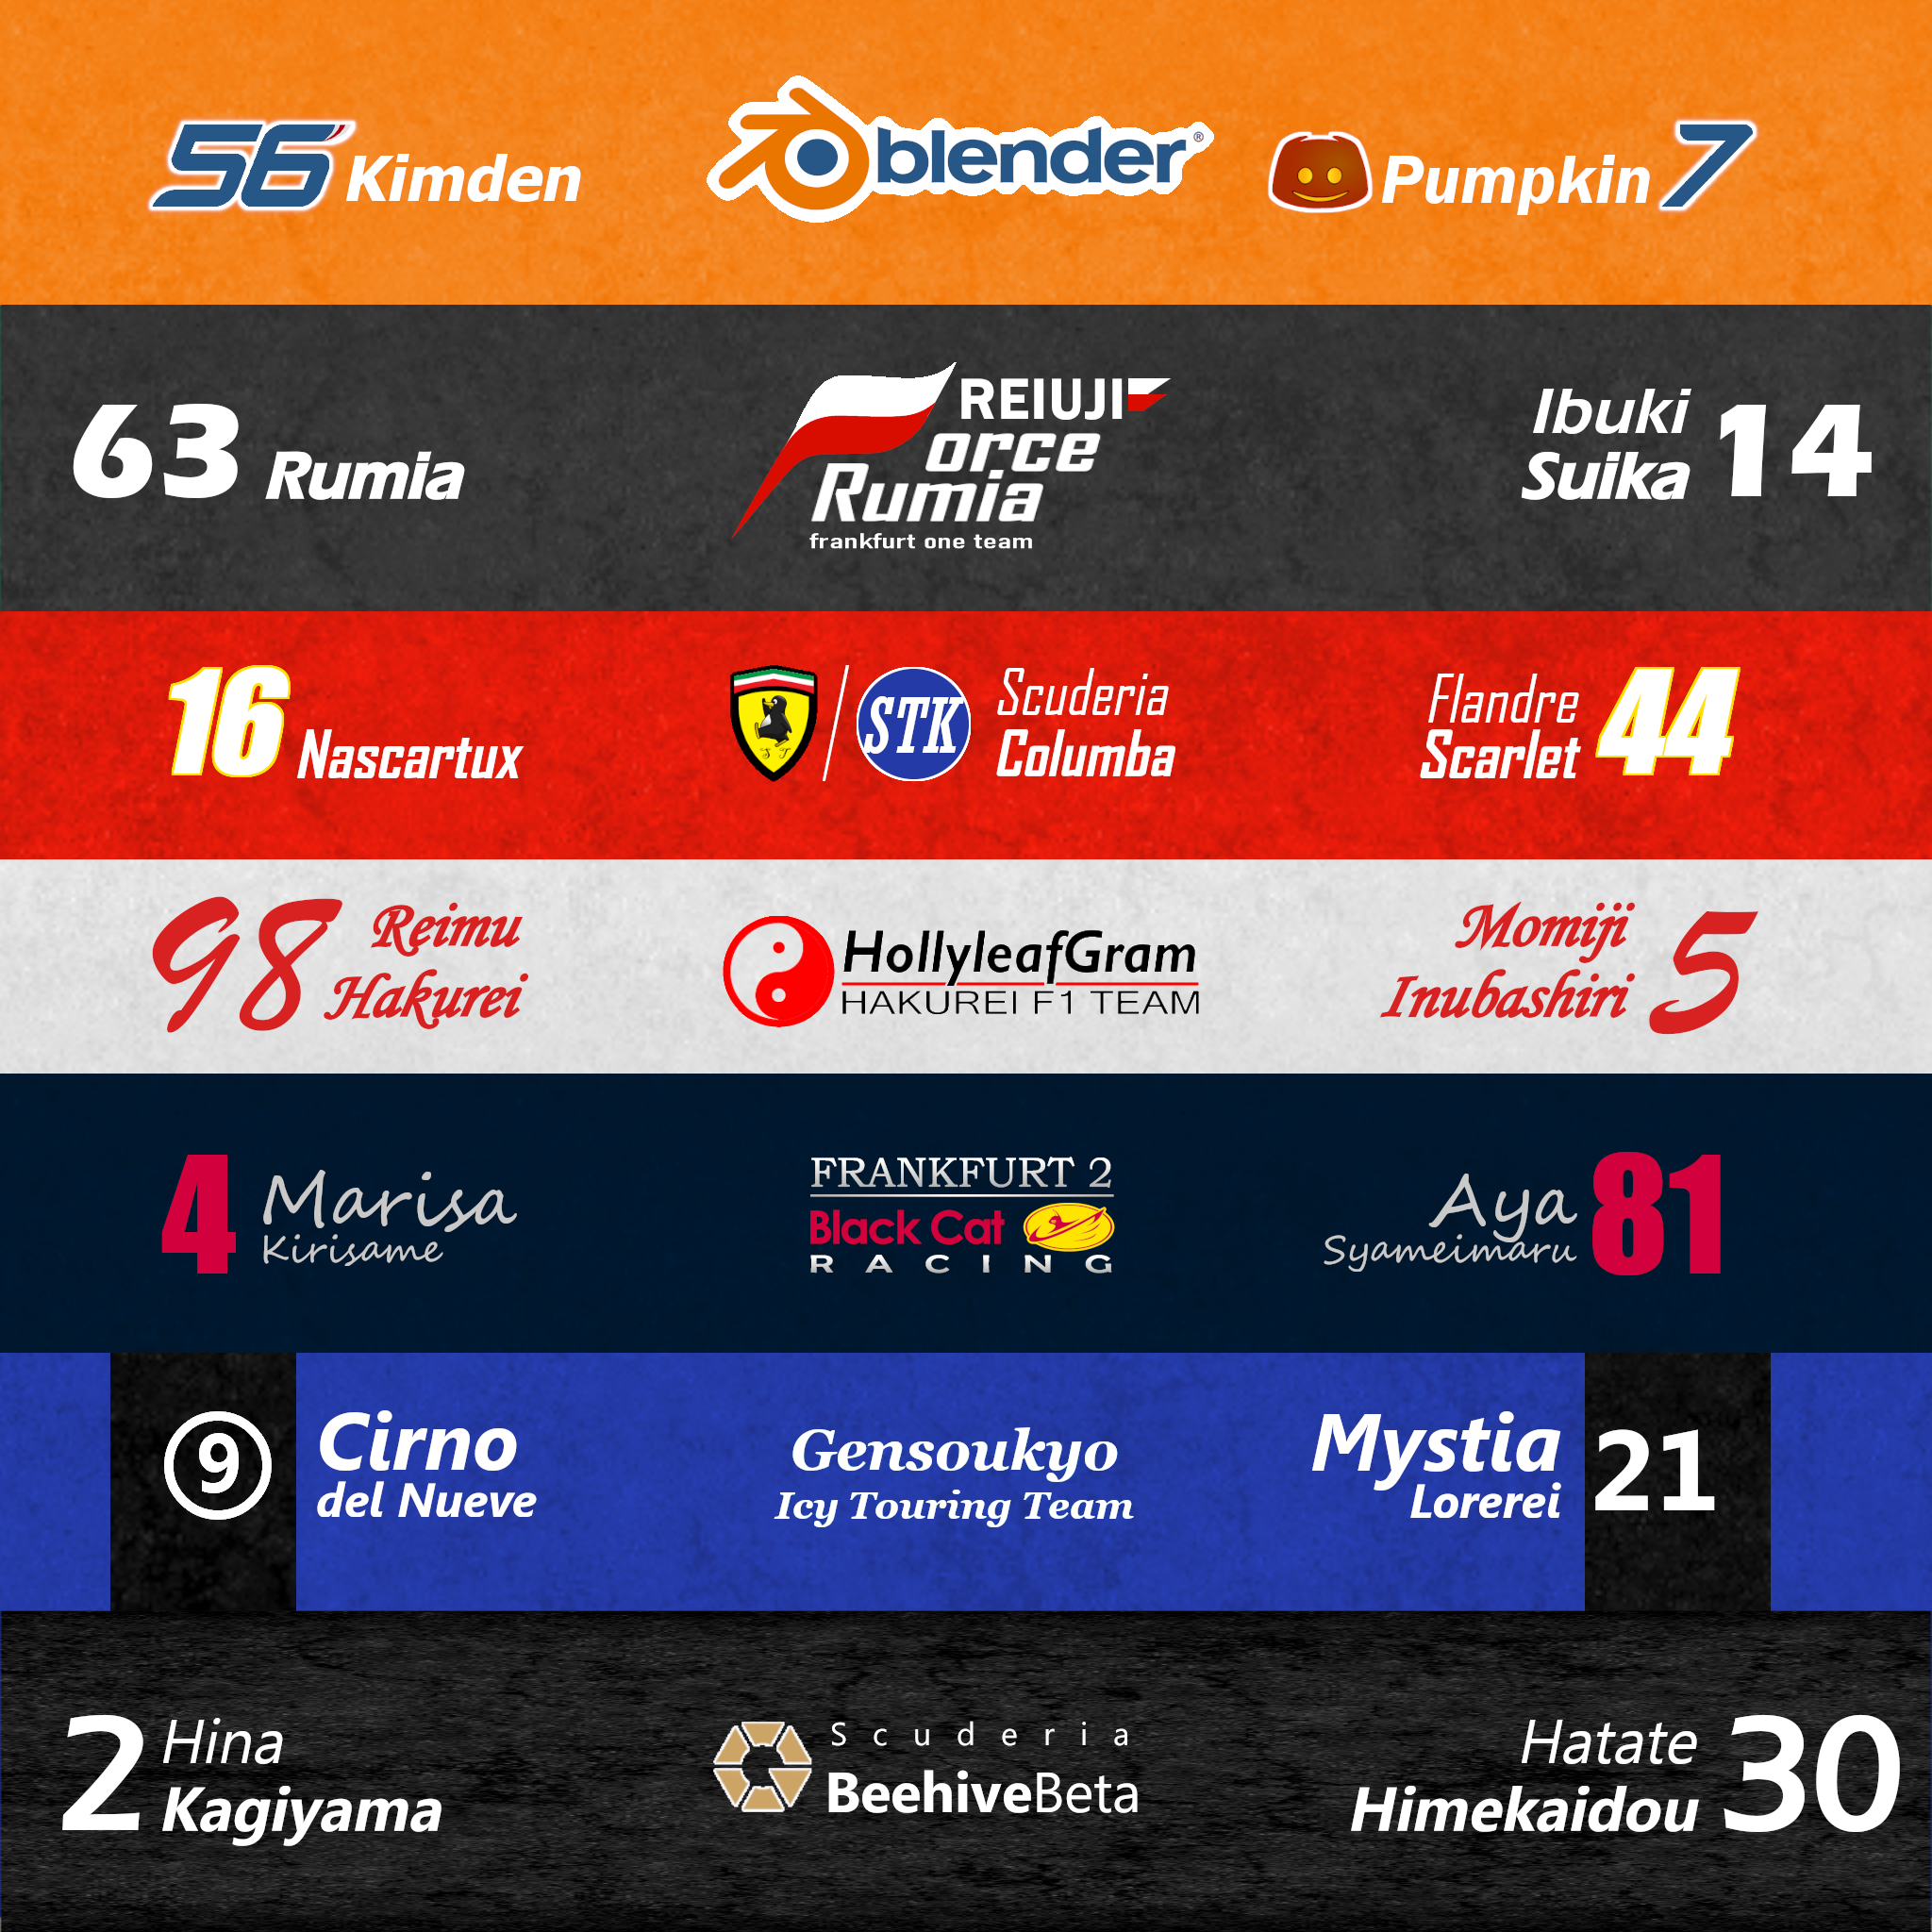 56 Kimden
blender®
Pumpkin 7
63 Rumia
REIUJI
orce
Rumia
frankfurt one team
Ibuki
Suika 14
16 Nascartux
S T
STK
Scuderia
Columba
Flandre
Scarlet 44
98 Reimu
Hakurei
HollyleafGram
HAKUREI F1 TEAM
Momiji
Inubashiri 5
4 Marisa
Kirisame
FRANKFURT 2
Black Cat
RACING
Aya
Syameimaru 81
9 Cirno
del Nueve
Gensoukyo
Icy Touring Team
Mystia
Lorerei 21
2 Hina
Kagiyama
Scuderia
BeehiveBeta
Hatate
Himekaidou 30